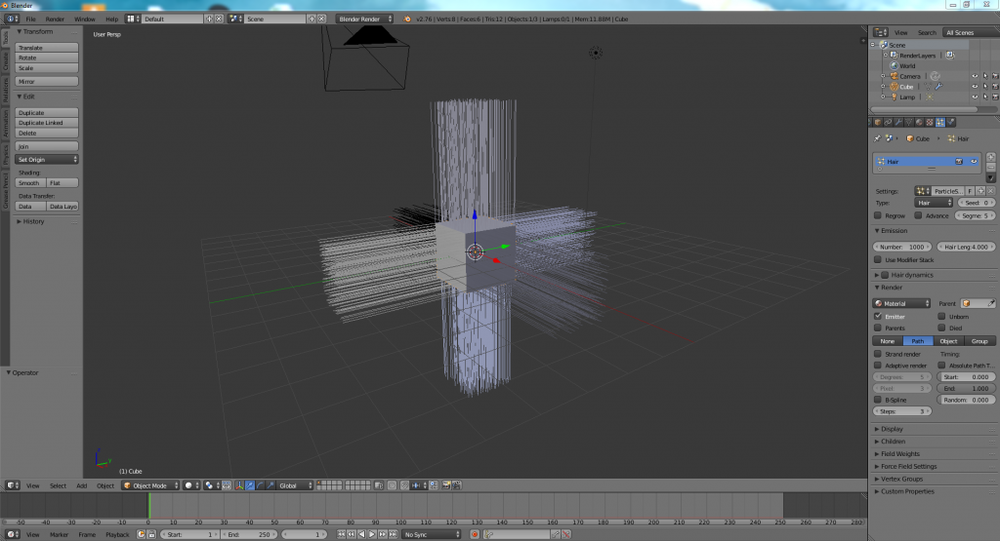 Blender
File Render Window Help Default Scene Blender Render v2.76 | Verts:8 | Faces:6 | Tris:12 | Objects:1/3 | Lamps:0/1 | Mem:11.88M | Cube
View Search All Scenes
Scene
RenderLayers
World
Camera
Cube
Lamp
Tools
Create
Relations
Animation
Physics
Grease Pencil
Transform
Translate
Rotate
Scale
Mirror
Edit
Duplicate
Duplicate Linked
Delete
Join
Set Origin
Shading:
Smooth Flat
Data Transfer:
Data Data Layo
History
Operator
User Persp
(1) Cube
View Select Add Object Object Mode Global
Cube Hair
Hair
Settings: ParticleS.. F
Type: Hair Seed: 0
Regrow Advance Segme: 5
Emission
Number: 1000 Hair Leng:4.000
Use Modifier Stack
Hair dynamics
Render
Material Parent
Emitter Unborn
Parents Died
None Path Object Group
Strand render Timing:
Adaptive render Absolute Path T...
Degrees: 5 Start: 0.000
Pixel: 3 End: 1.000
B-Spline Random: 0.000
Steps: 3
Display
Children
Field Weights
Force Field Settings
Vertex Groups
Custom Properties
-50 -40 -30 -20 -10 0 10 20 30 40 50 60 70 80 90 100 110 120 130 140 150 160 170 180 190 200 210 220 230 240 250 260 270 280
View Marker Frame Playback Start: 1 End: 250 1 No Sync